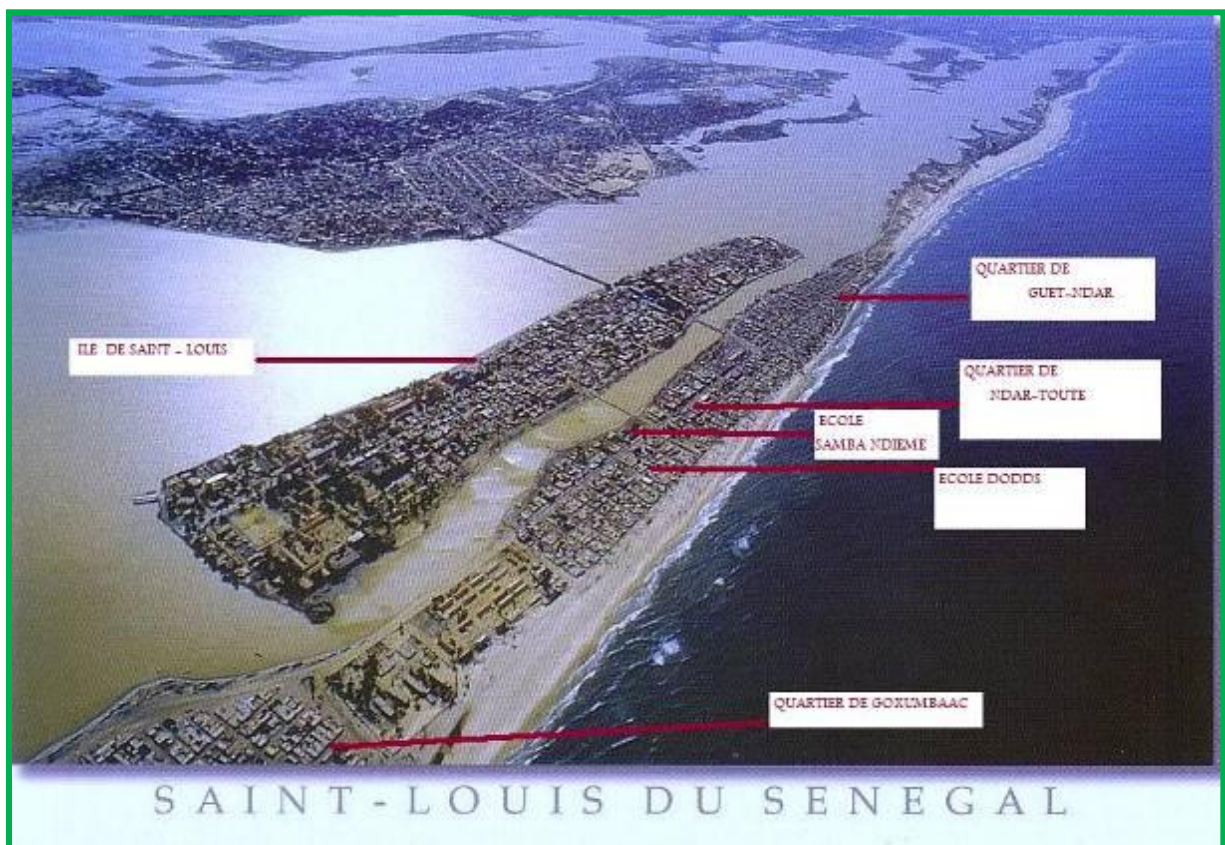 QUARTIER DE
GUET-NDAR
ILE DE SAINT - LOUIS
QUARTIER DE
NDAR-TOUTE
ECOLE
SAMBA NDIEME
ECOLE DODDS
QUARTIER DE GOXUMBAAC
SAINT-LOUIS DU SENEGAL